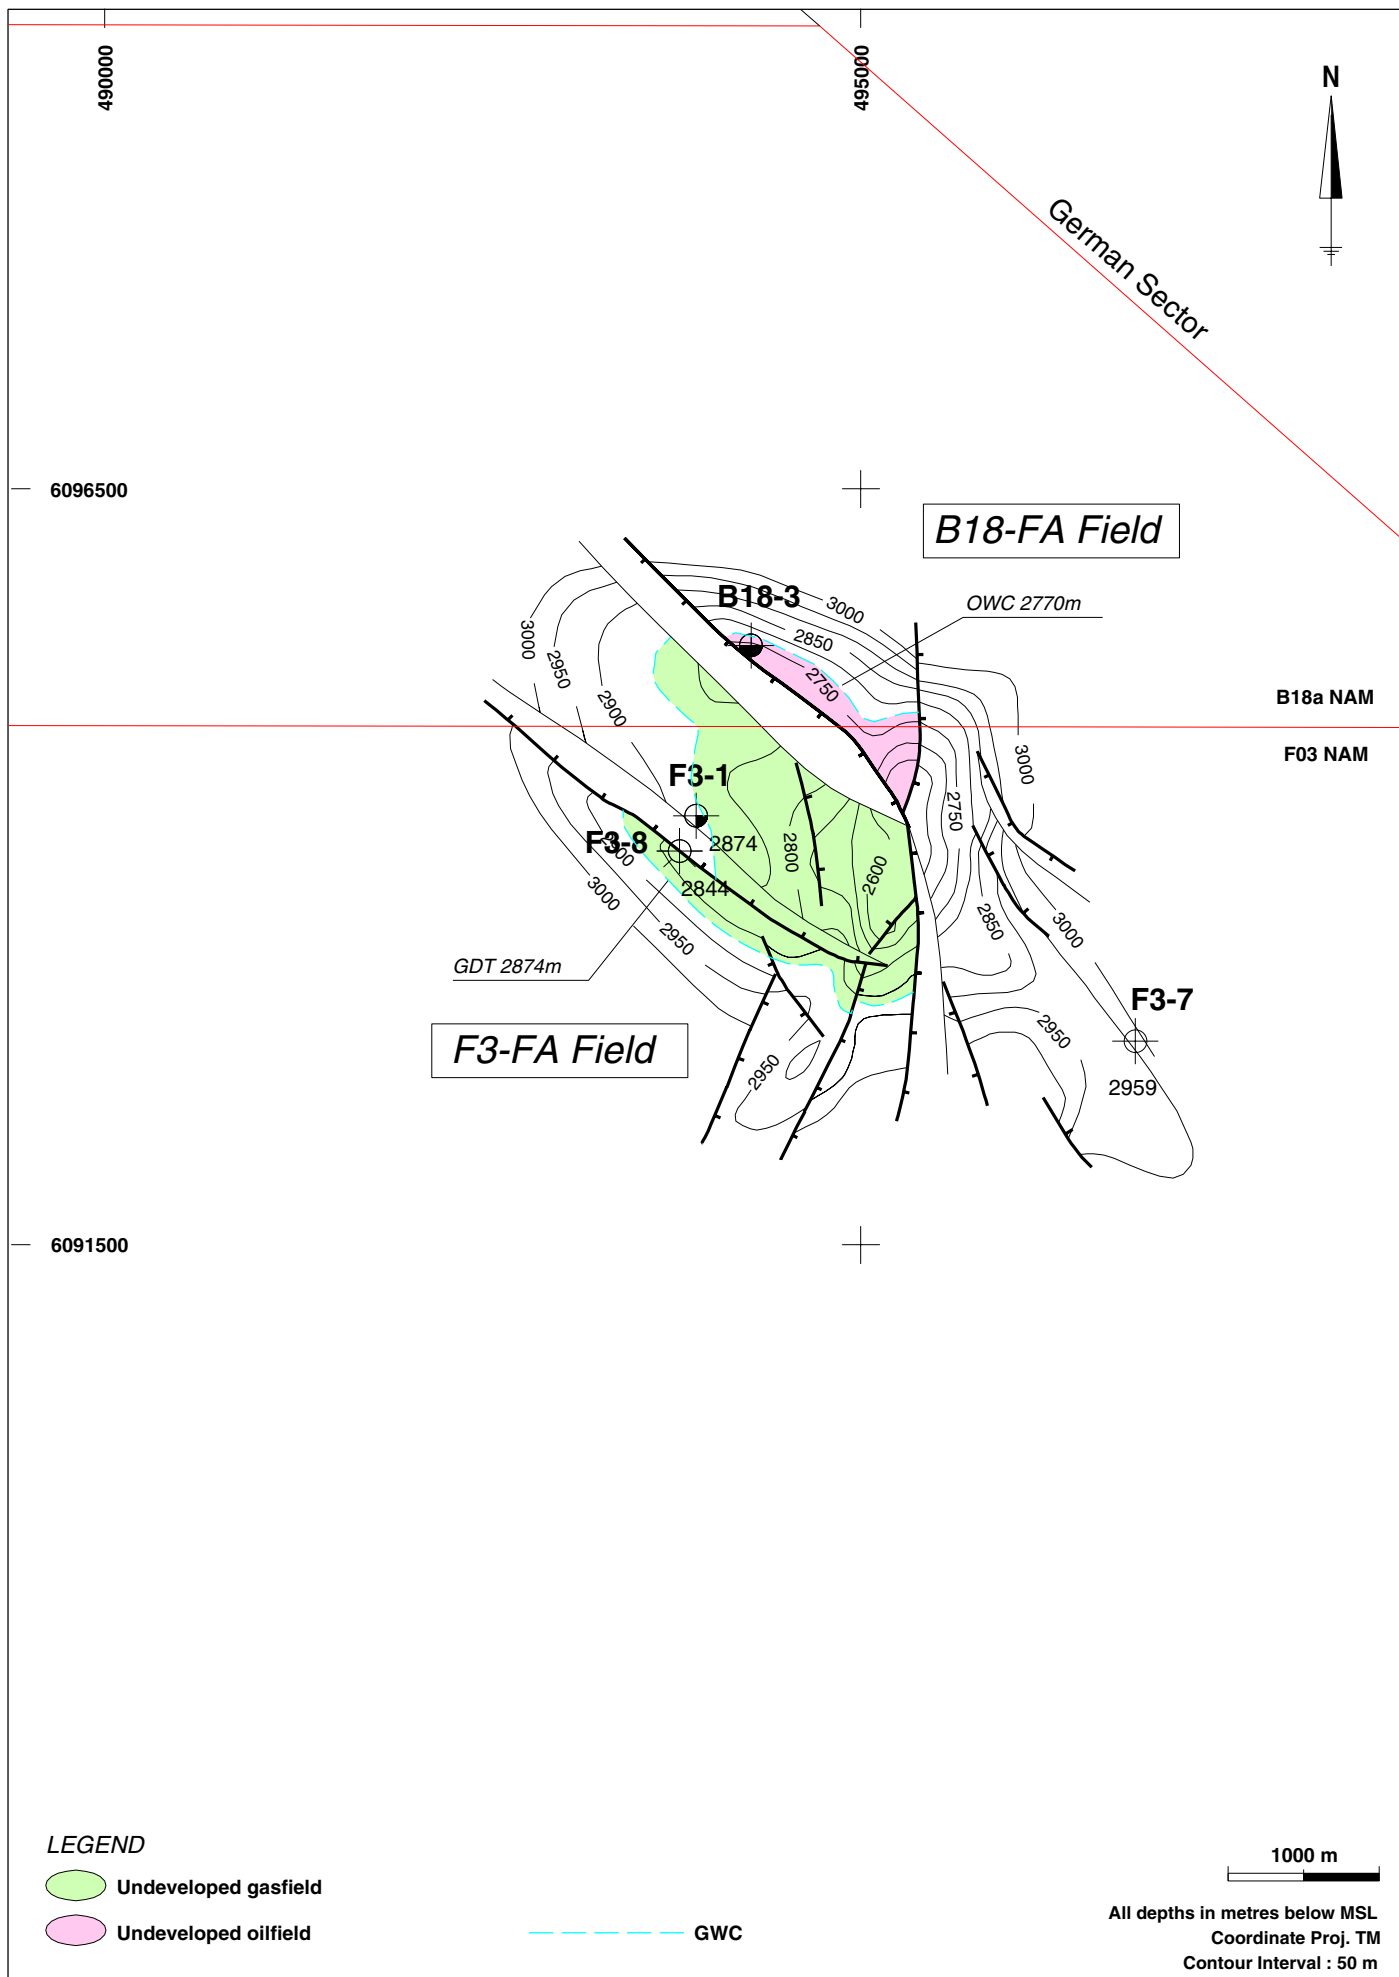 490000
495000
N
German Sector
6096500
B18-FA Field
B18-3
OWC 2770m
3000
2850
3000
2950
2750
2900
B18a NAM
F03 NAM
3000
F3-1
2750
2874
F3-8
2800
2800
2600
2844
3000
2850
3000
2950
GDT 2874m
F3-7
F3-FA Field
2950
2950
2959
6091500
LEGEND
Undeveloped gasfield
Undeveloped oilfield
GWC
1000 m
All depths in metres below MSL
Coordinate Proj. TM
Contour Interval : 50 m